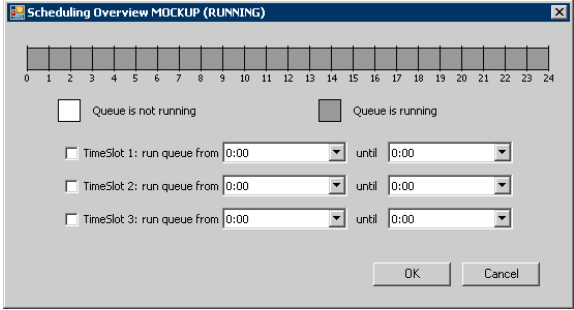 Scheduling Overview MOCKUP (RUNNING)
0 1 2 3 4 5 6 7 8 9 10 11 12 13 14 15 16 17 18 19 20 21 22 23 24
Queue is not running Queue is running
TimeSlot 1: run queue from 0:00 until 0:00
TimeSlot 2: run queue from 0:00 until 0:00
TimeSlot 3: run queue from 0:00 until 0:00
OK Cancel